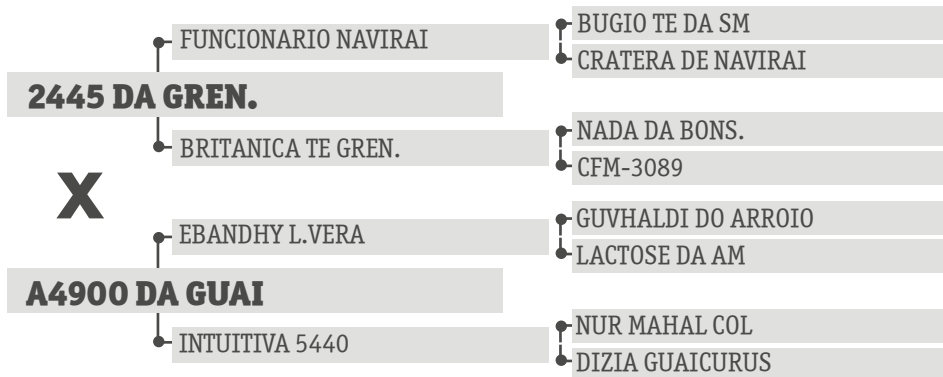 BUGIO TE DA SM
FUNCIONARIO NAVIRAI
CRATERA DE NAVIRAI
2445 DA GREN.
NADA DA BONS.
BRITANICA TE GREN.
CFM-3089
X
GUVHALDI DO ARROIO
EBANDHY L.VERA
LACTOSE DA AM
A4900 DA GUAI
NUR MAHAL COL
INTUITIVA 5440
DIZIA GUAICURUS